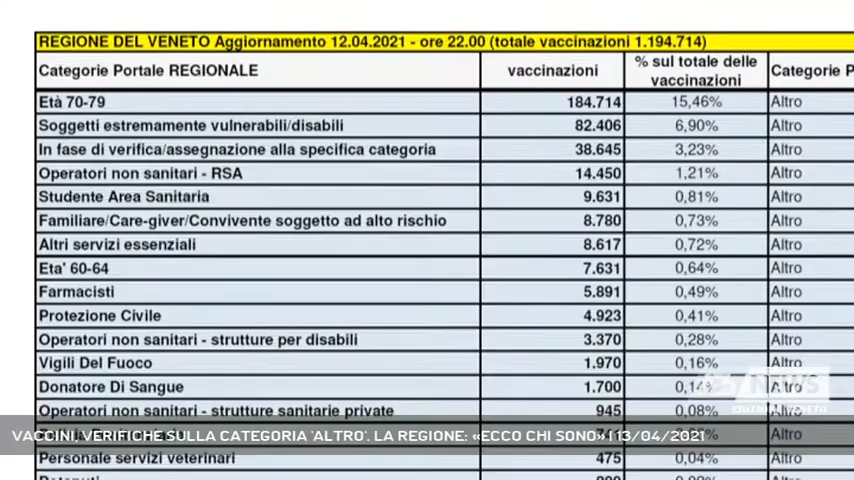 REGIONE DEL VENETO Aggiornamento 12.04.2021 - ore 22.00 (totale vaccinazioni 1.194.714)
Categorie Portale REGIONALE vaccinazioni % sul totale delle vaccinazioni Categorie P
Età 70-79 184.714 15,46% Altro
Soggetti estremamente vulnerabili/disabili 82.406 6,90% Altro
In fase di verifica/assegnazione alla specifica categoria 38.645 3,23% Altro
Operatori non sanitari - RSA 14.450 1,21% Altro
Studente Area Sanitaria 9.631 0,81% Altro
Familiare/Care-giver/Convivente soggetto ad alto rischio 8.780 0,73% Altro
Altri servizi essenziali 8.617 0,72% Altro
Eta' 60-64 7.631 0,64% Altro
Farmacisti 5.891 0,49% Altro
Protezione Civile 4.923 0,41% Altro
Operatori non sanitari - strutture per disabili 3.370 0,28% Altro
Vigili Del Fuoco 1.970 0,16% Altro
Donatore Di Sangue 1.700 0,14% Altro
NEWS
EDIZIONE VENETO
Operatori non sanitari - strutture sanitarie private 945 0,08% Altro
VACCINI. VERIFICHE SULLA CATEGORIA 'ALTRO'. LA REGIONE: «ECCO CHI SONO» | 13/04/2021
Personale servizi veterinari 475 0,04% Altro